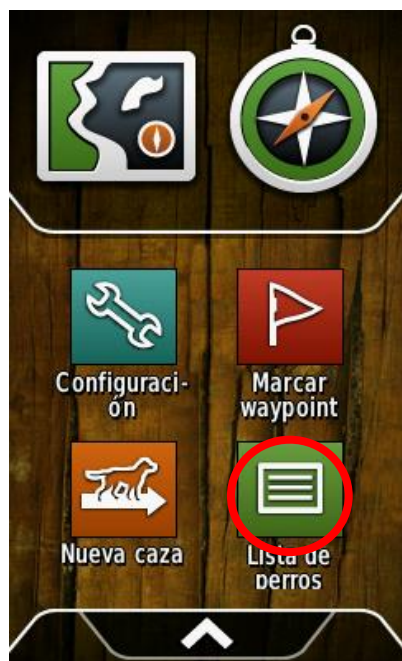 Configuraci- Marcar
ón waypoint
Nueva caza Lista de
perros